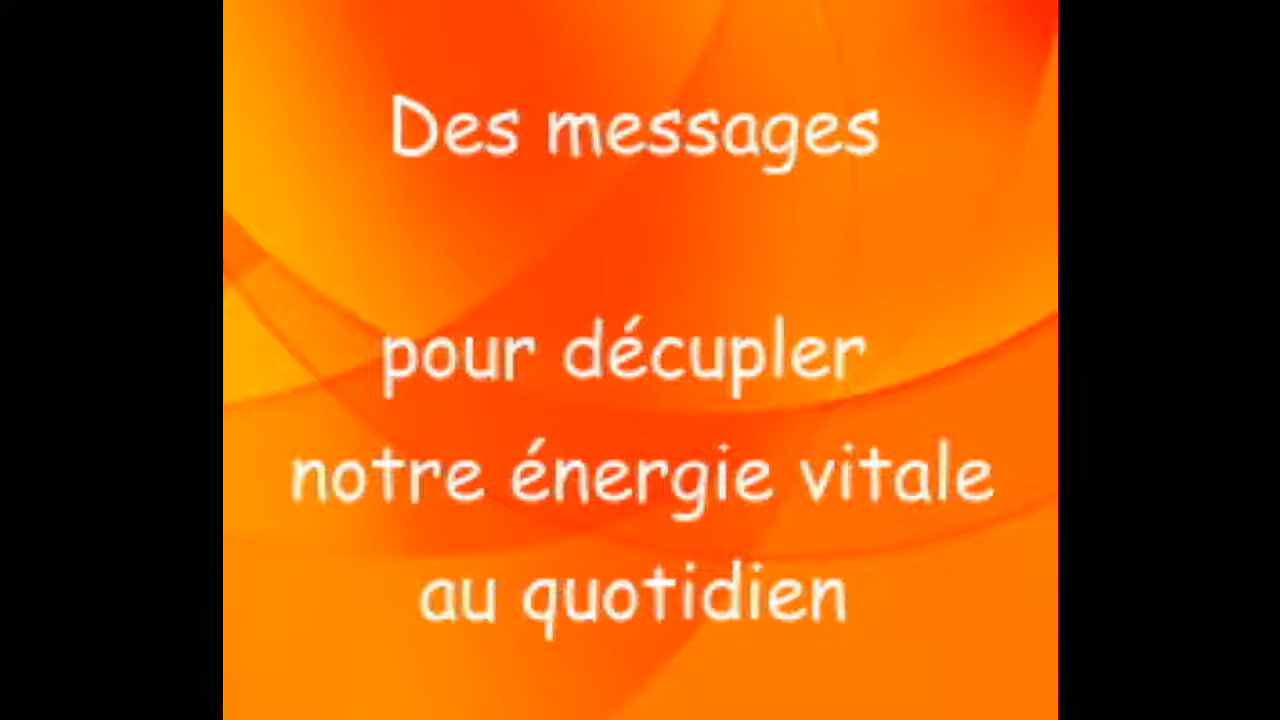 Des messages
pour décupler
notre énergie vitale
au quotidien